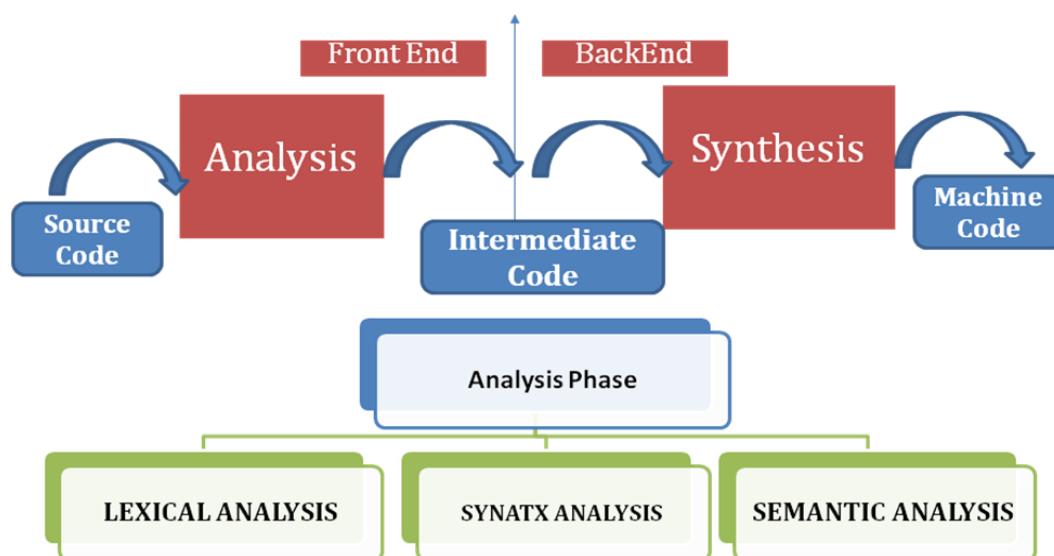 Front End
BackEnd
Analysis
Synthesis
Source
Code
Intermediate
Code
Machine
Code
Analysis Phase
LEXICAL ANALYSIS
SYNATX ANALYSIS
SEMANTIC ANALYSIS